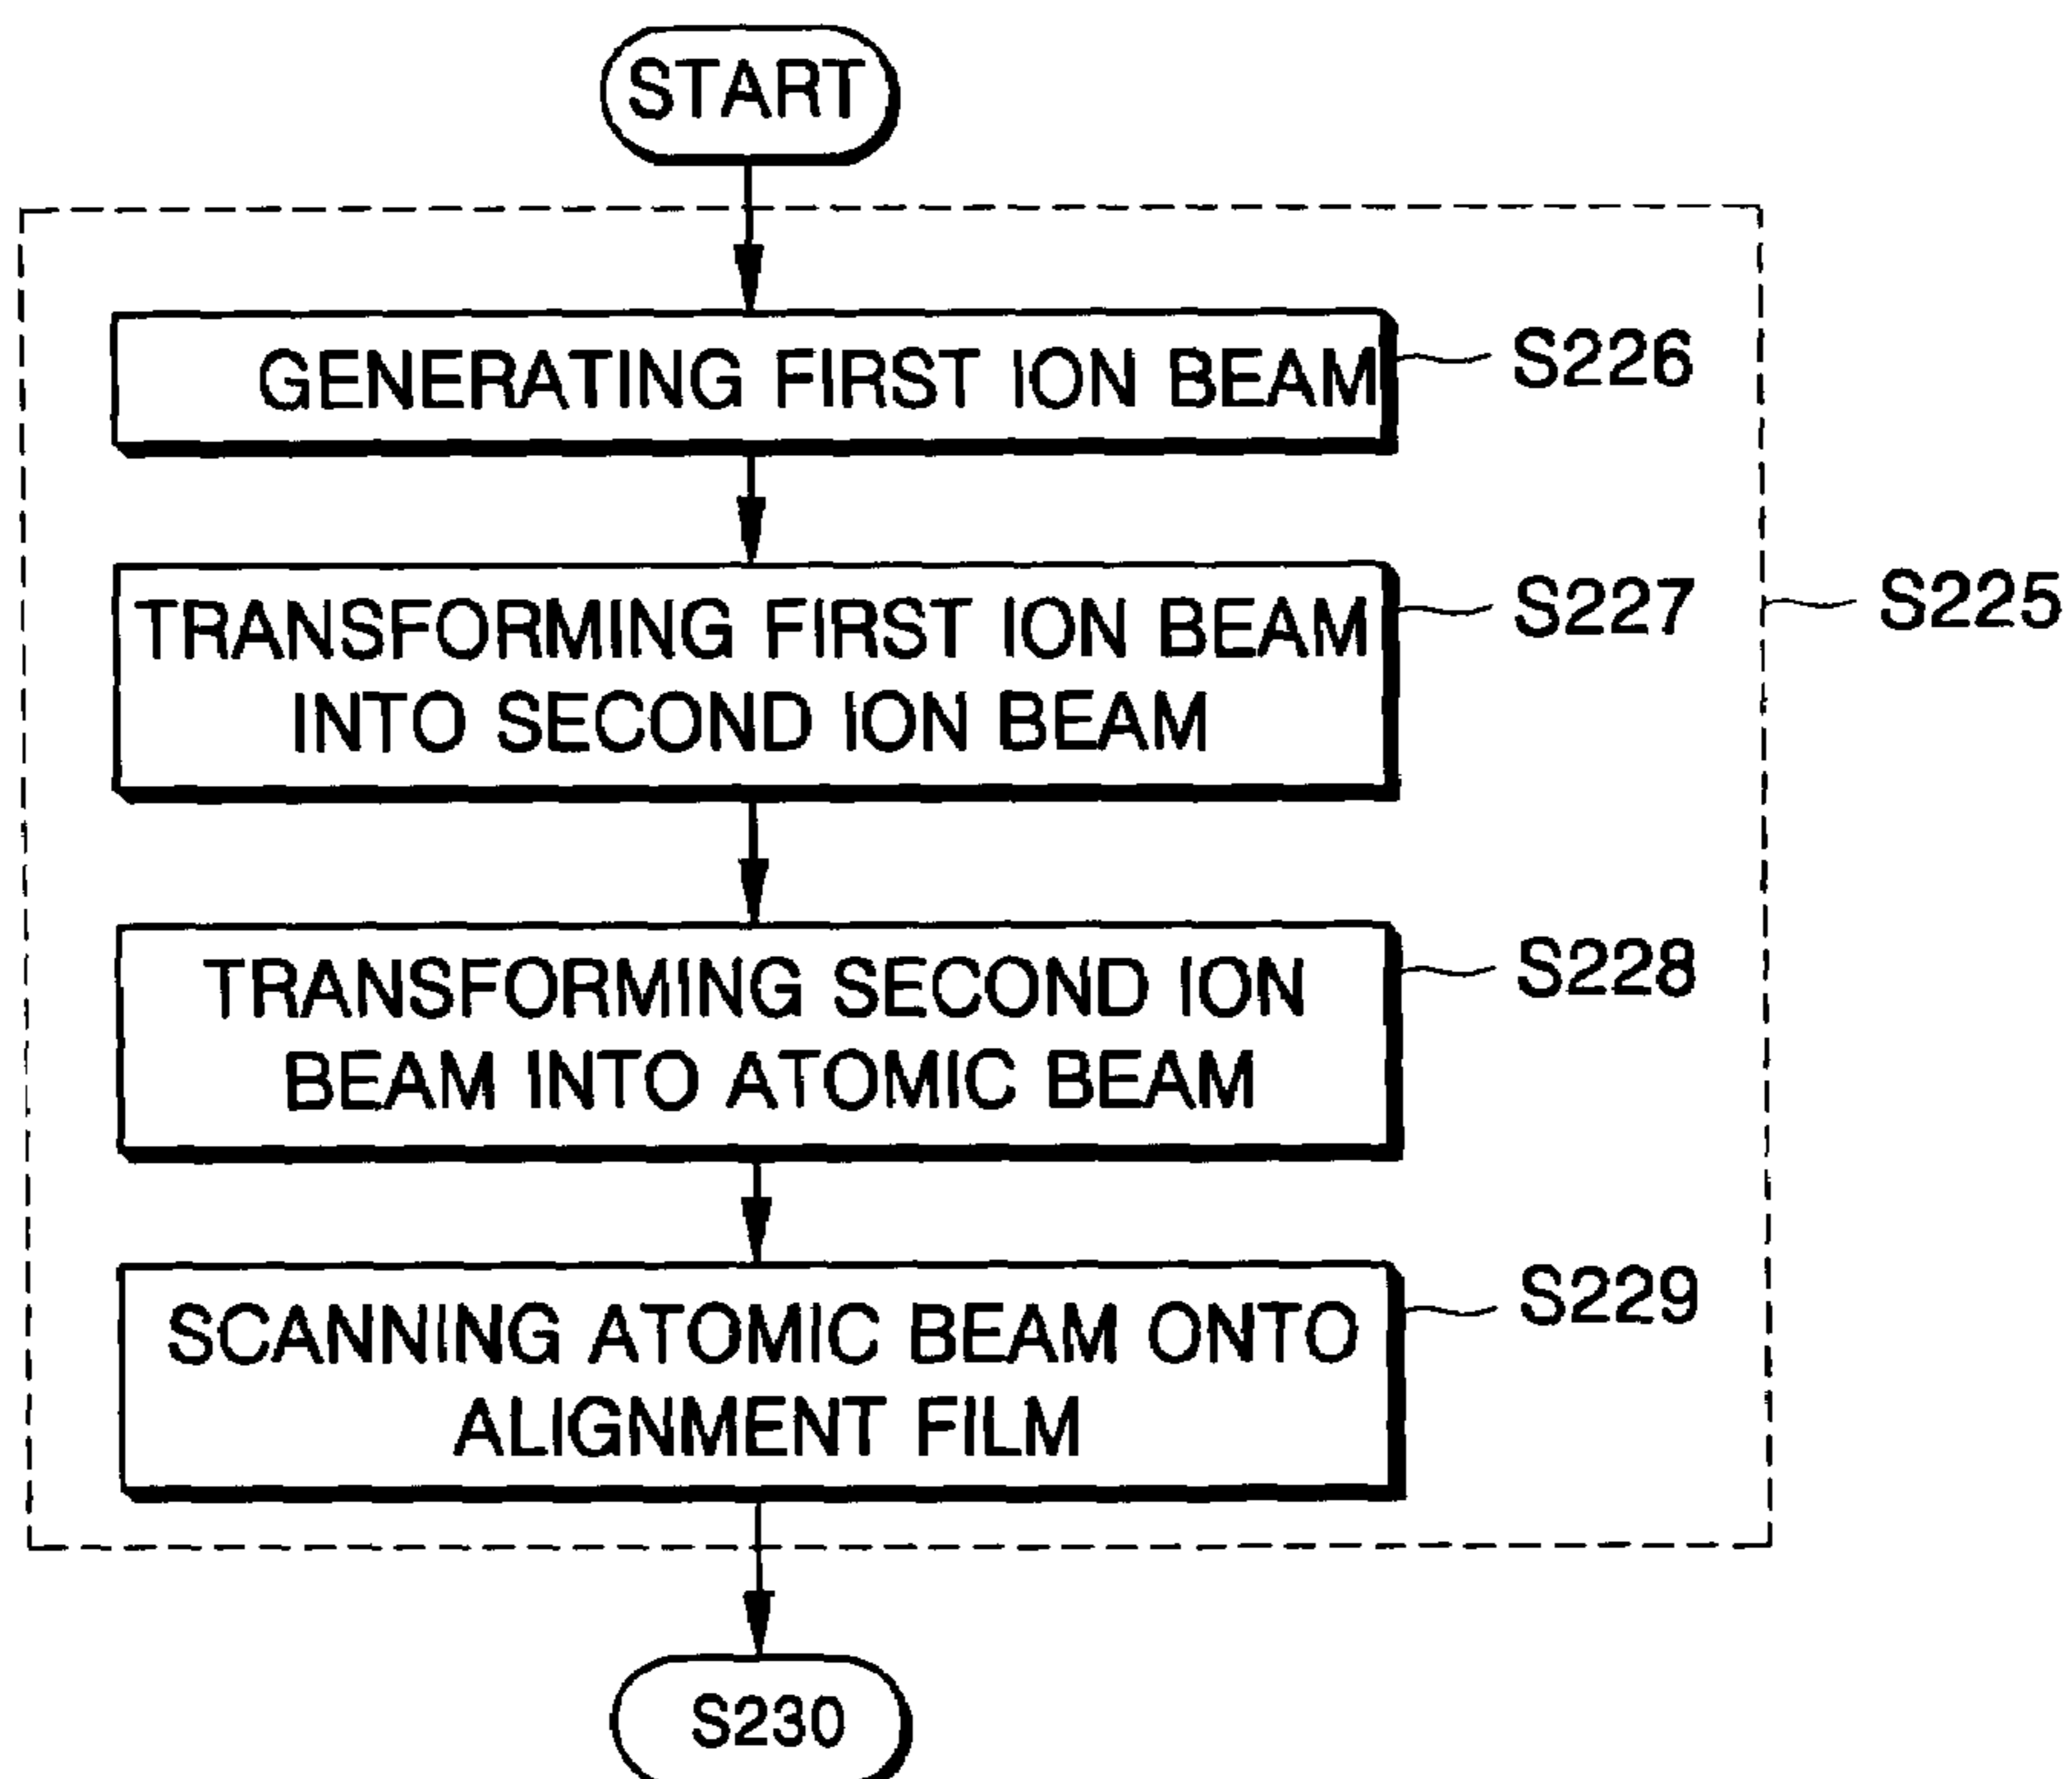 START
GENERATING FIRST ION BEAM
S226
TRANSFORMING FIRST ION BEAM
INTO SECOND ION BEAM
S227
S225
TRANSFORMING SECOND ION
BEAM INTO ATOMIC BEAM
S228
SCANNING ATOMIC BEAM ONTO
ALIGNMENT FILM
S229
S230